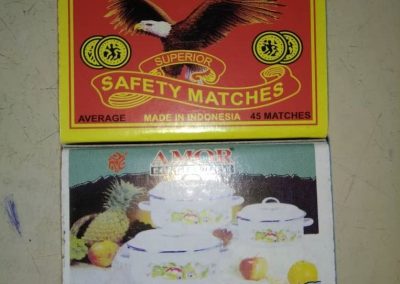 SUPERIOR
SAFETY MATCHES
AVERAGE MADE IN INDONESIA 45 MATCHES
AMOR